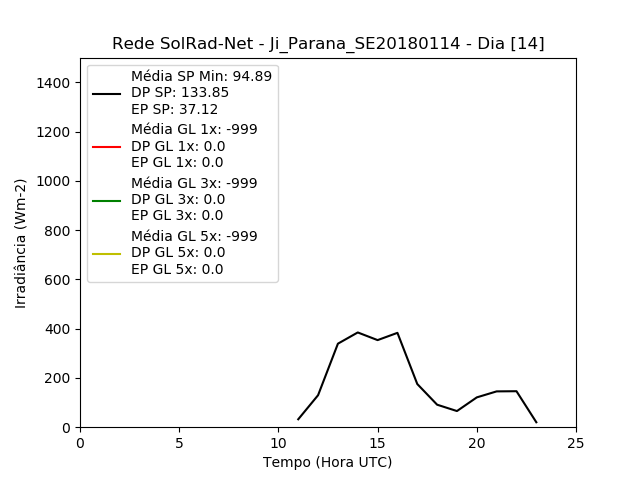 Rede SolRad-Net - Ji_Parana_SE20180114 - Dia [14]
Média SP Min: 94.89
DP SP: 133.85
EP SP: 37.12
Média GL 1x: -999
DP GL 1x: 0.0
EP GL 1x: 0.0
Média GL 3x: -999
DP GL 3x: 0.0
EP GL 3x: 0.0
Média GL 5x: -999
DP GL 5x: 0.0
EP GL 5x: 0.0
1400
1200
1000
800
600
400
200
0
Irradiância (Wm-2)
0 5 10 15 20 25
Tempo (Hora UTC)